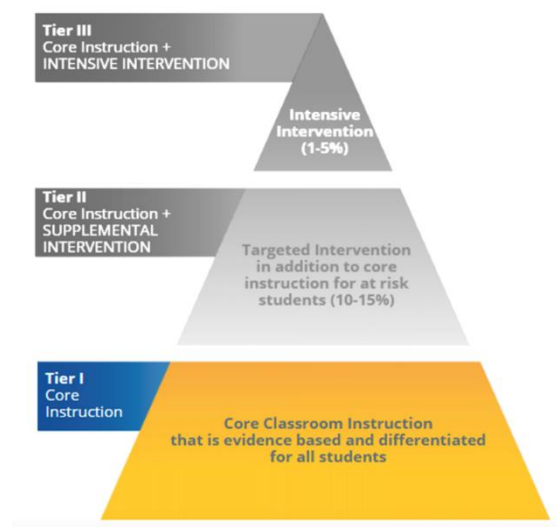 Tier III
Core Instruction +
INTENSIVE INTERVENTION
Intensive
Intervention
(1-5%)
Tier II
Core Instruction +
SUPPLEMENTAL
INTERVENTION
Targeted Intervention
in addition to core
instruction for at risk
students (10-15%)
Tier I
Core
Instruction
Core Classroom Instruction
that is evidence based and differentiated
for all students